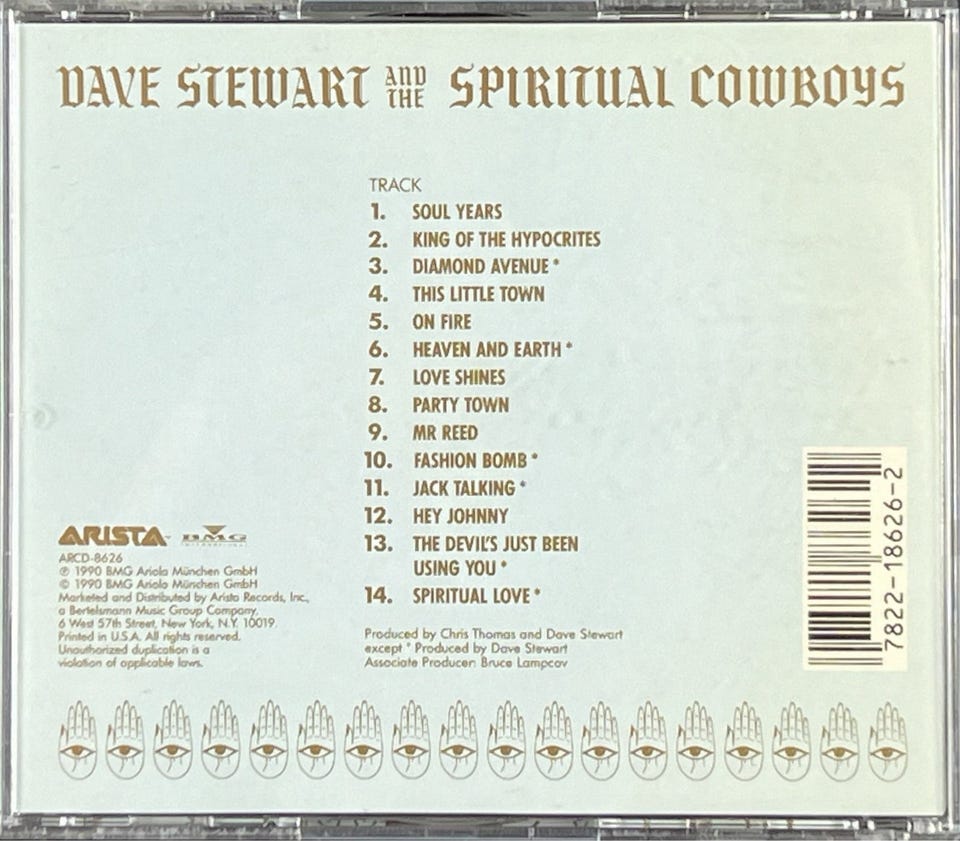 DAVE STEWART AND THE SPIRITUAL COWBOYS
TRACK
1. SOUL YEARS
2. KING OF THE HYPOCRITES
3. DIAMOND AVENUE *
4. THIS LITTLE TOWN
5. ON FIRE
6. HEAVEN AND EARTH *
7. LOVE SHINES
8. PARTY TOWN
9. MR REED
10. FASHION BOMB *
11. JACK TALKING *
12. HEY JOHNNY
13. THE DEVIL'S JUST BEEN
USING YOU *
14. SPIRITUAL LOVE *
Produced by Chris Thomas and Dave Stewart
except * Produced by Dave Stewart
Associate Producer: Bruce Lampcov
ARISTA™ BMG
INTERNATIONAL
ARCD-8626
℗ 1990 BMG Ariola München GmbH
© 1990 BMG Ariola München GmbH
Marketed and Distributed by Arista Records, Inc.,
a Bertelsmann Music Group Company,
6 West 57th Street, New York, N.Y. 10019.
Printed in U.S.A. All rights reserved.
Unauthorized duplication is a
violation of applicable laws.
7822-18626-2